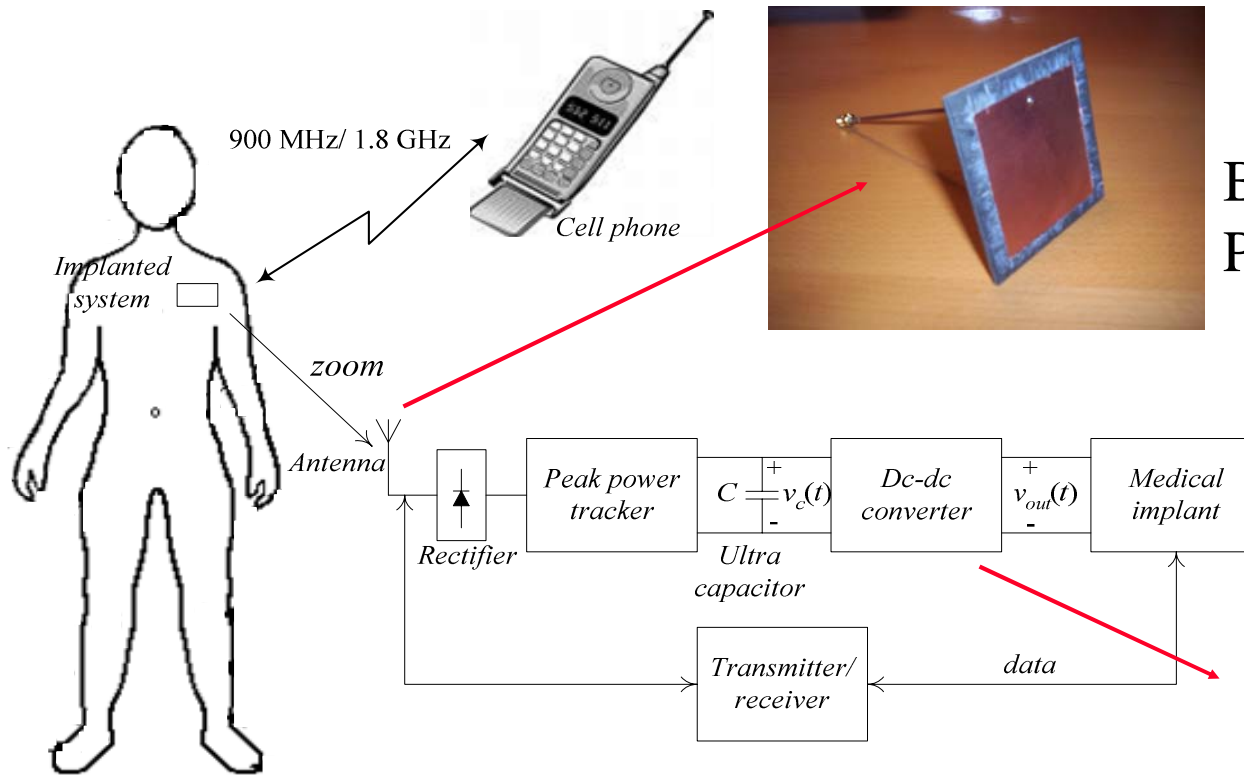 900 MHz/ 1.8 GHz
Cell phone
E
P
Implanted
system
zoom
Antenna
Rectifier
Peak power
tracker
C
+
v_c(t)
-
Ultra
capacitor
Dc-dc
converter
+
v_out(t)
-
Medical
implant
Transmitter/
receiver
data